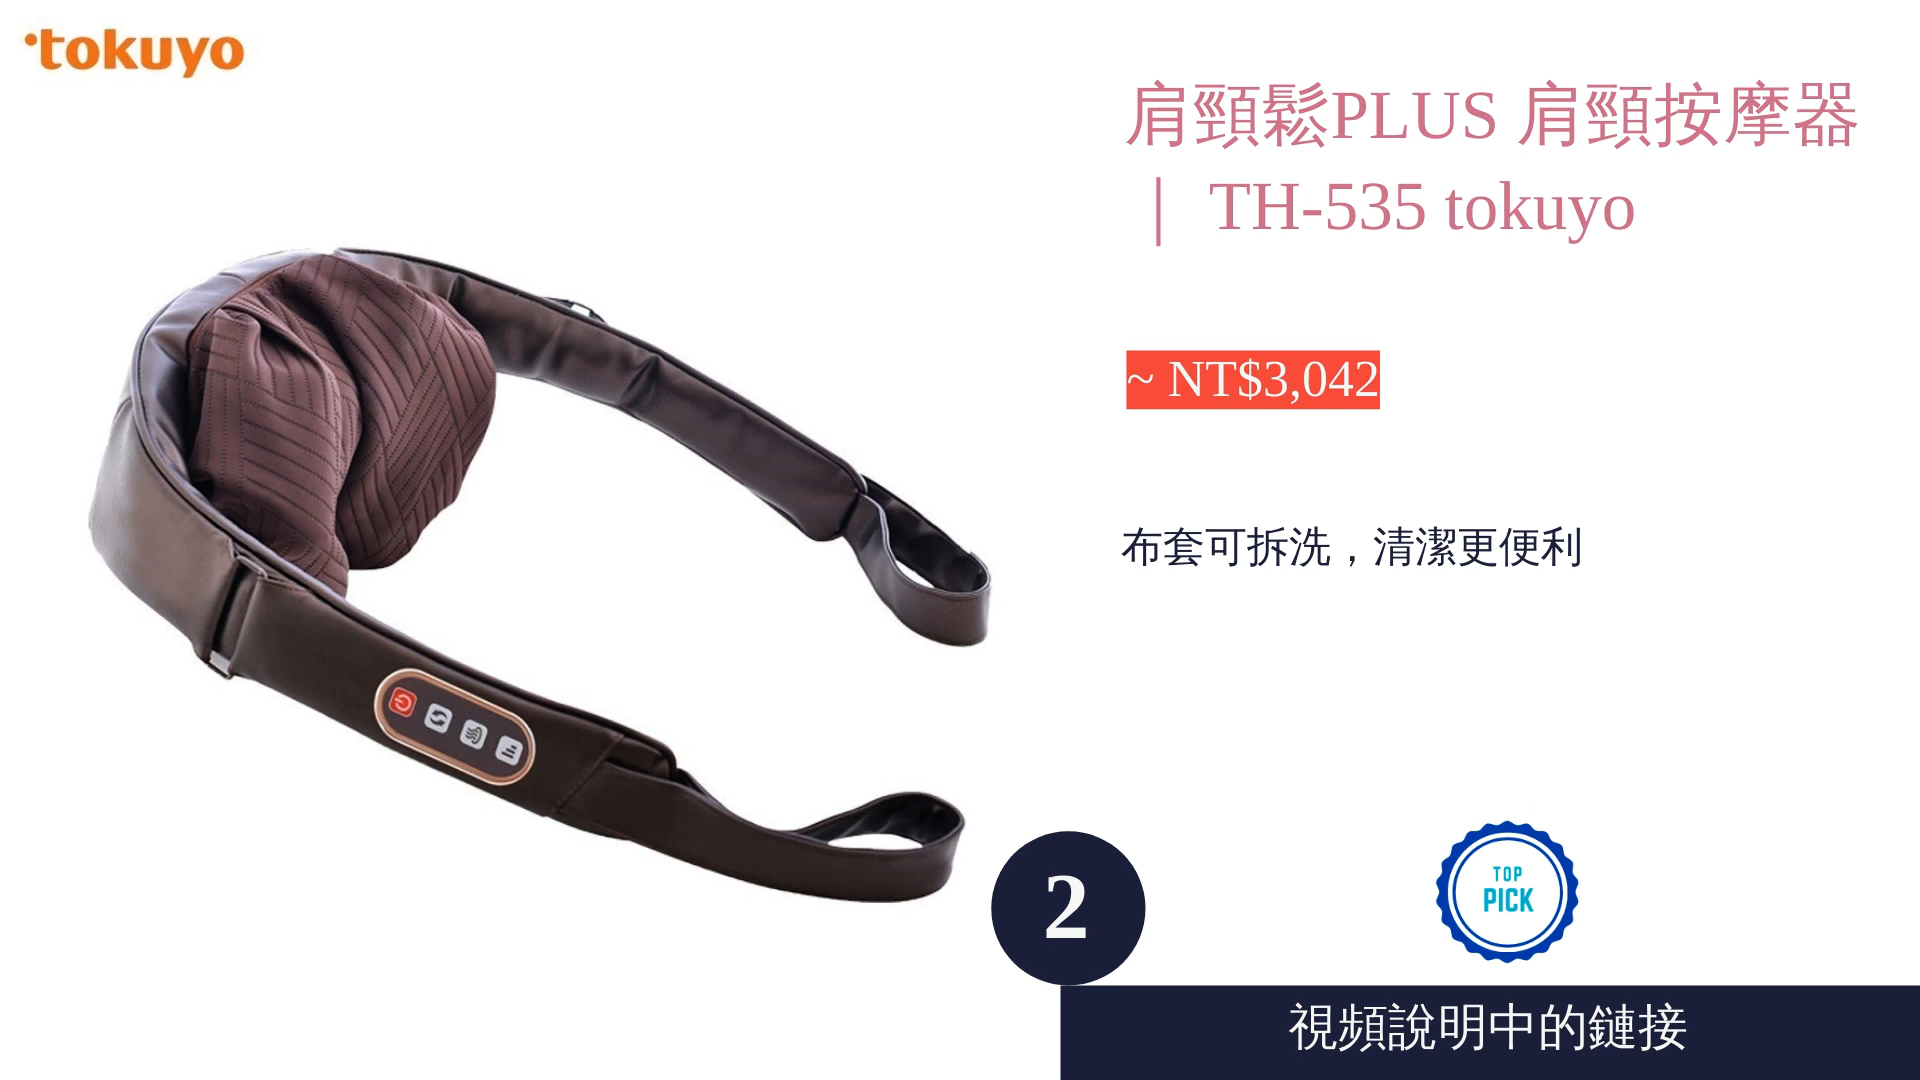 tokuyo
肩頸鬆PLUS 肩頸按摩器
｜ TH-535 tokuyo
~ NT$3,042
布套可拆洗，清潔更便利
2
TOP
PICK
視頻說明中的鏈接